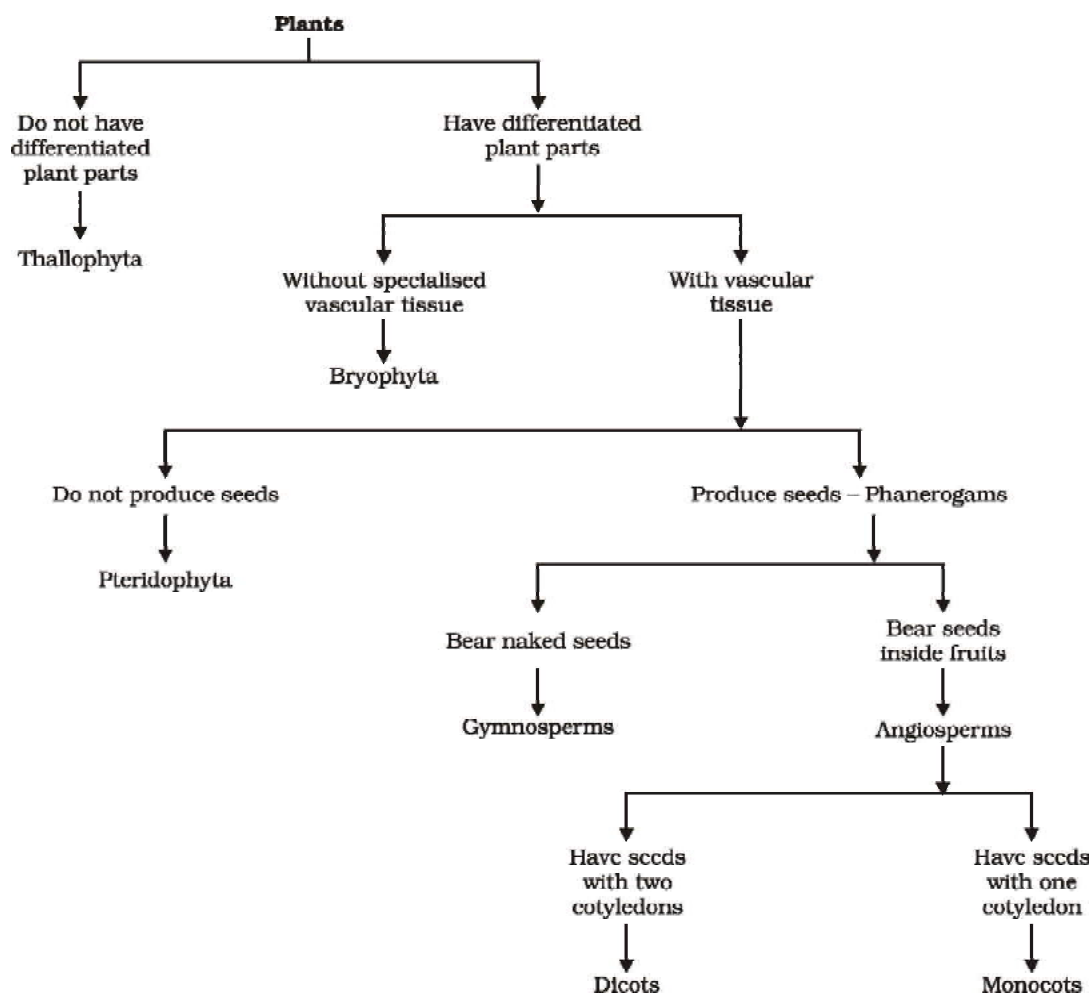 Plants
Do not have
differentiated
plant parts
Have differentiated
plant parts
Thallophyta
Without specialised
vascular tissue
With vascular
tissue
Bryophyta
Do not produce seeds
Produce seeds – Phanerogams
Pteridophyta
Bear naked seeds
Bear seeds
inside fruits
Gymnosperms
Angiosperms
Have seeds
with two
cotyledons
Have seeds
with one
cotyledon
Dicots
Monocots